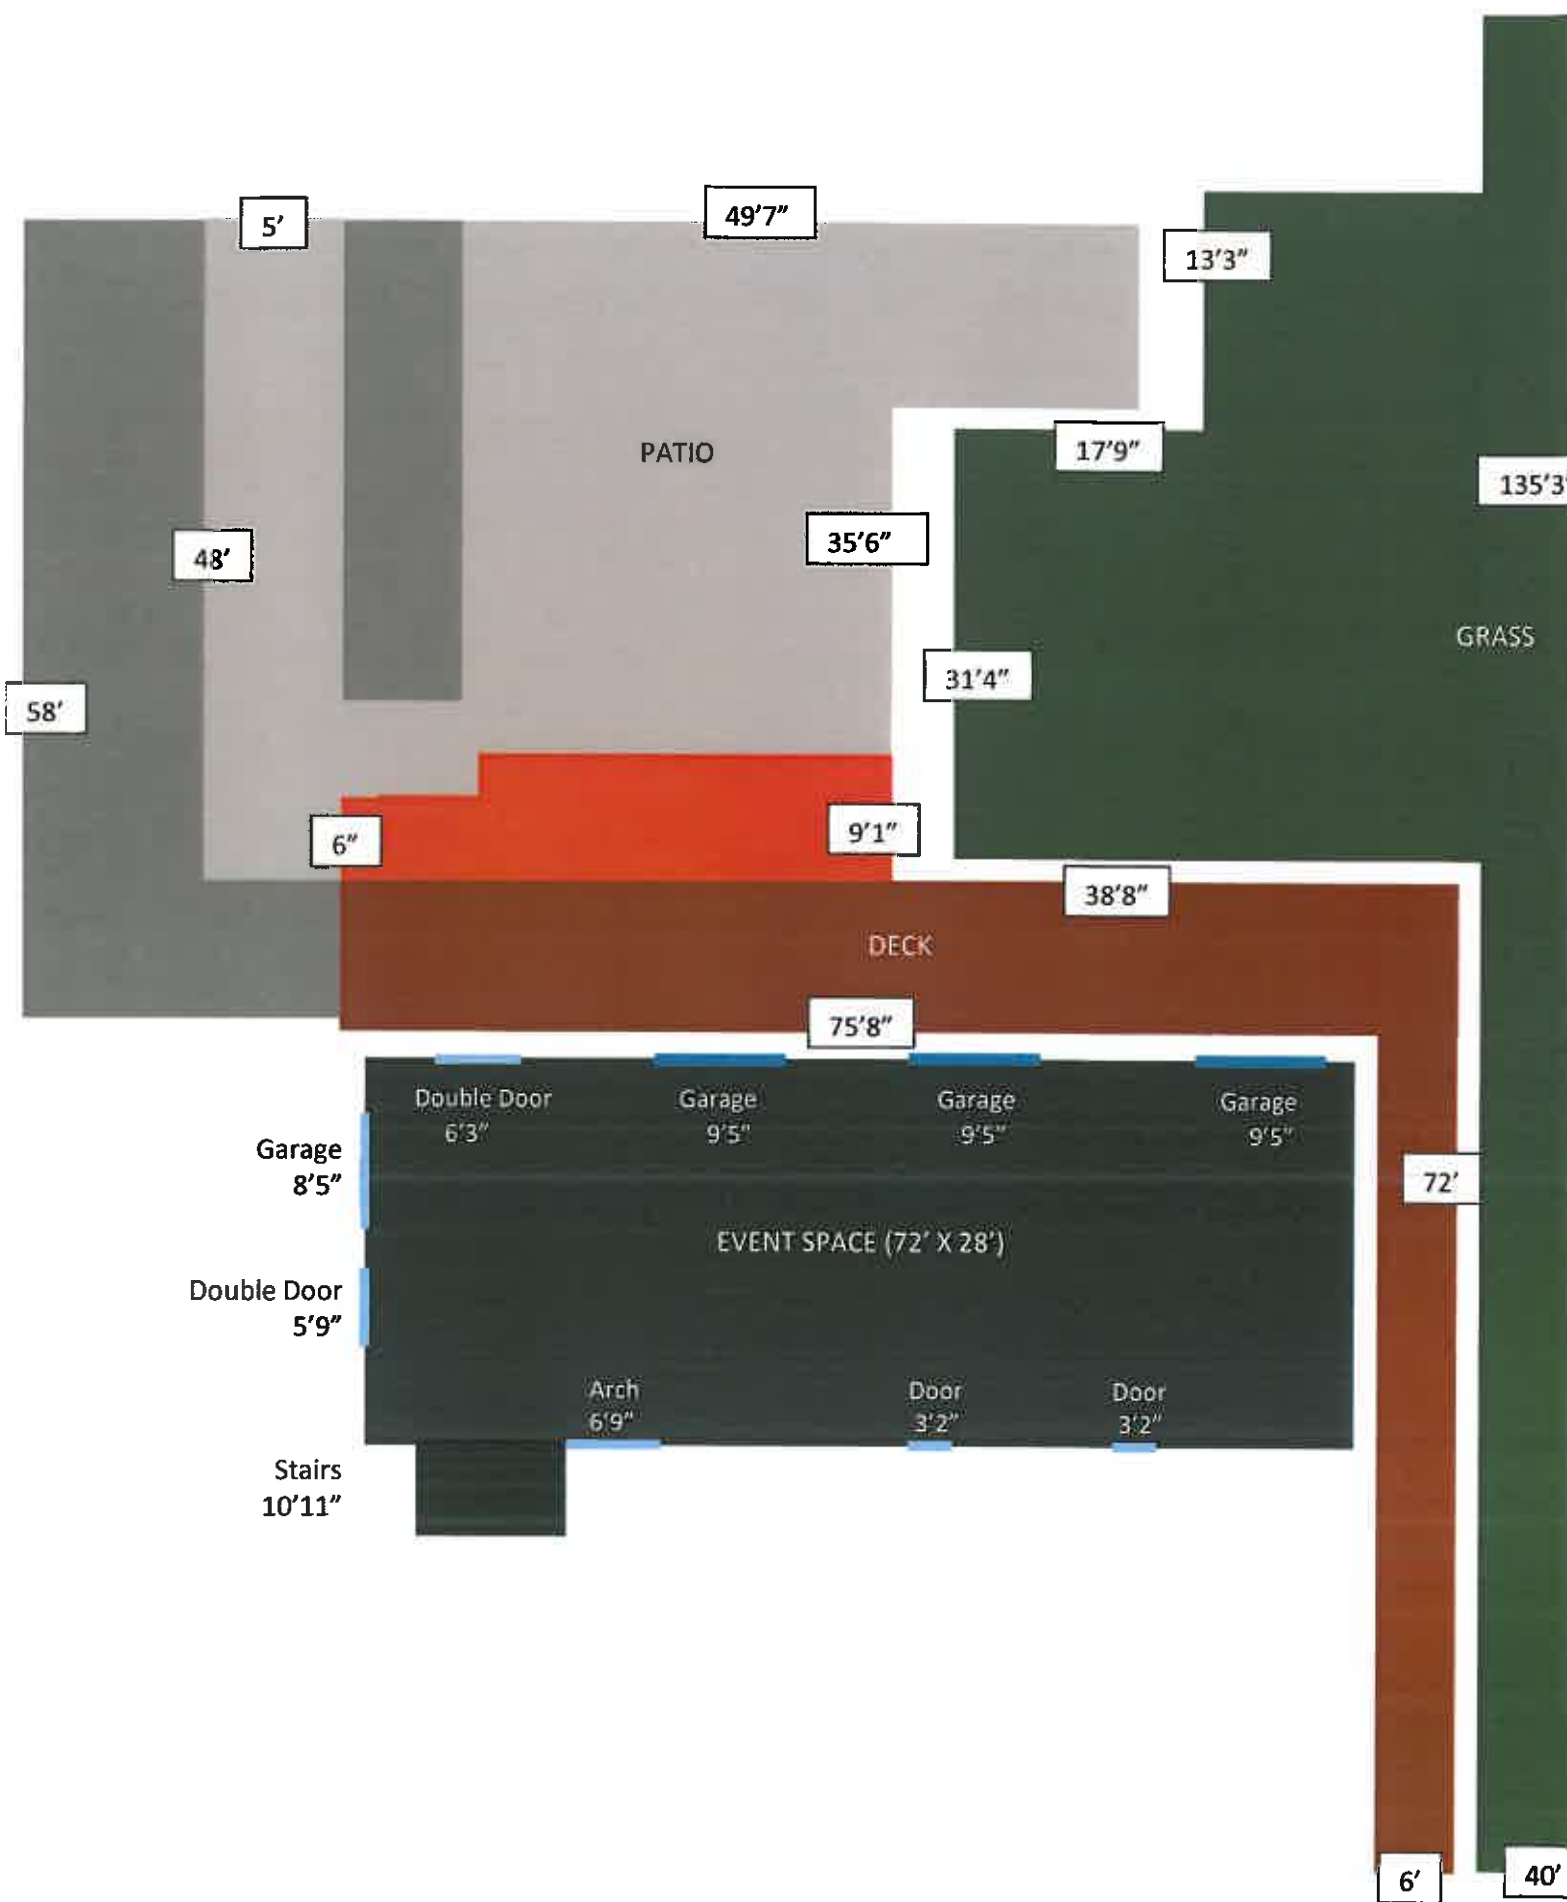 5’
49’7”
13’3”
PATIO
17’9”
135’3
35’6”
48’
GRASS
31’4”
58’
6”
9’1”
38’8”
DECK
75’8”
Double Door
6’3”
Garage
9’5”
Garage
9’5”
Garage
9’5”
Garage
8’5”
72’
EVENT SPACE (72’ X 28’)
Double Door
5’9”
Arch
6’9”
Door
3’2”
Door
3’2”
Stairs
10’11”
6’
40’